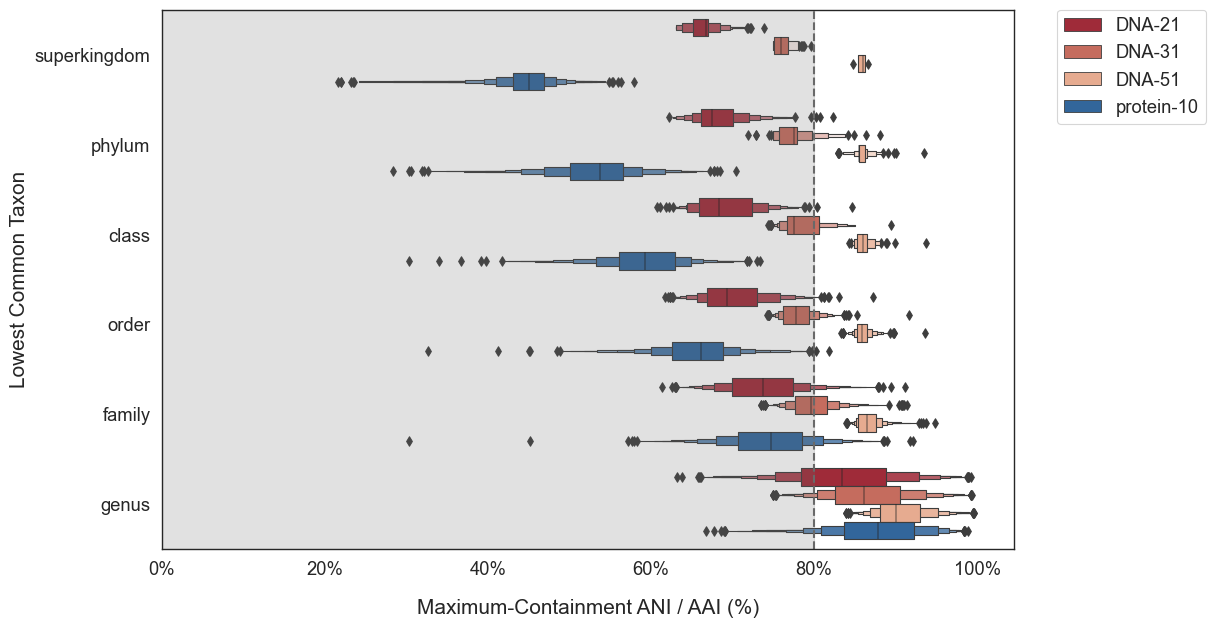 DNA-21
DNA-31
DNA-51
protein-10
superkingdom
phylum
class
order
family
genus
Lowest Common Taxon
0%
20%
40%
60%
80%
100%
Maximum-Containment ANI / AAI (%)